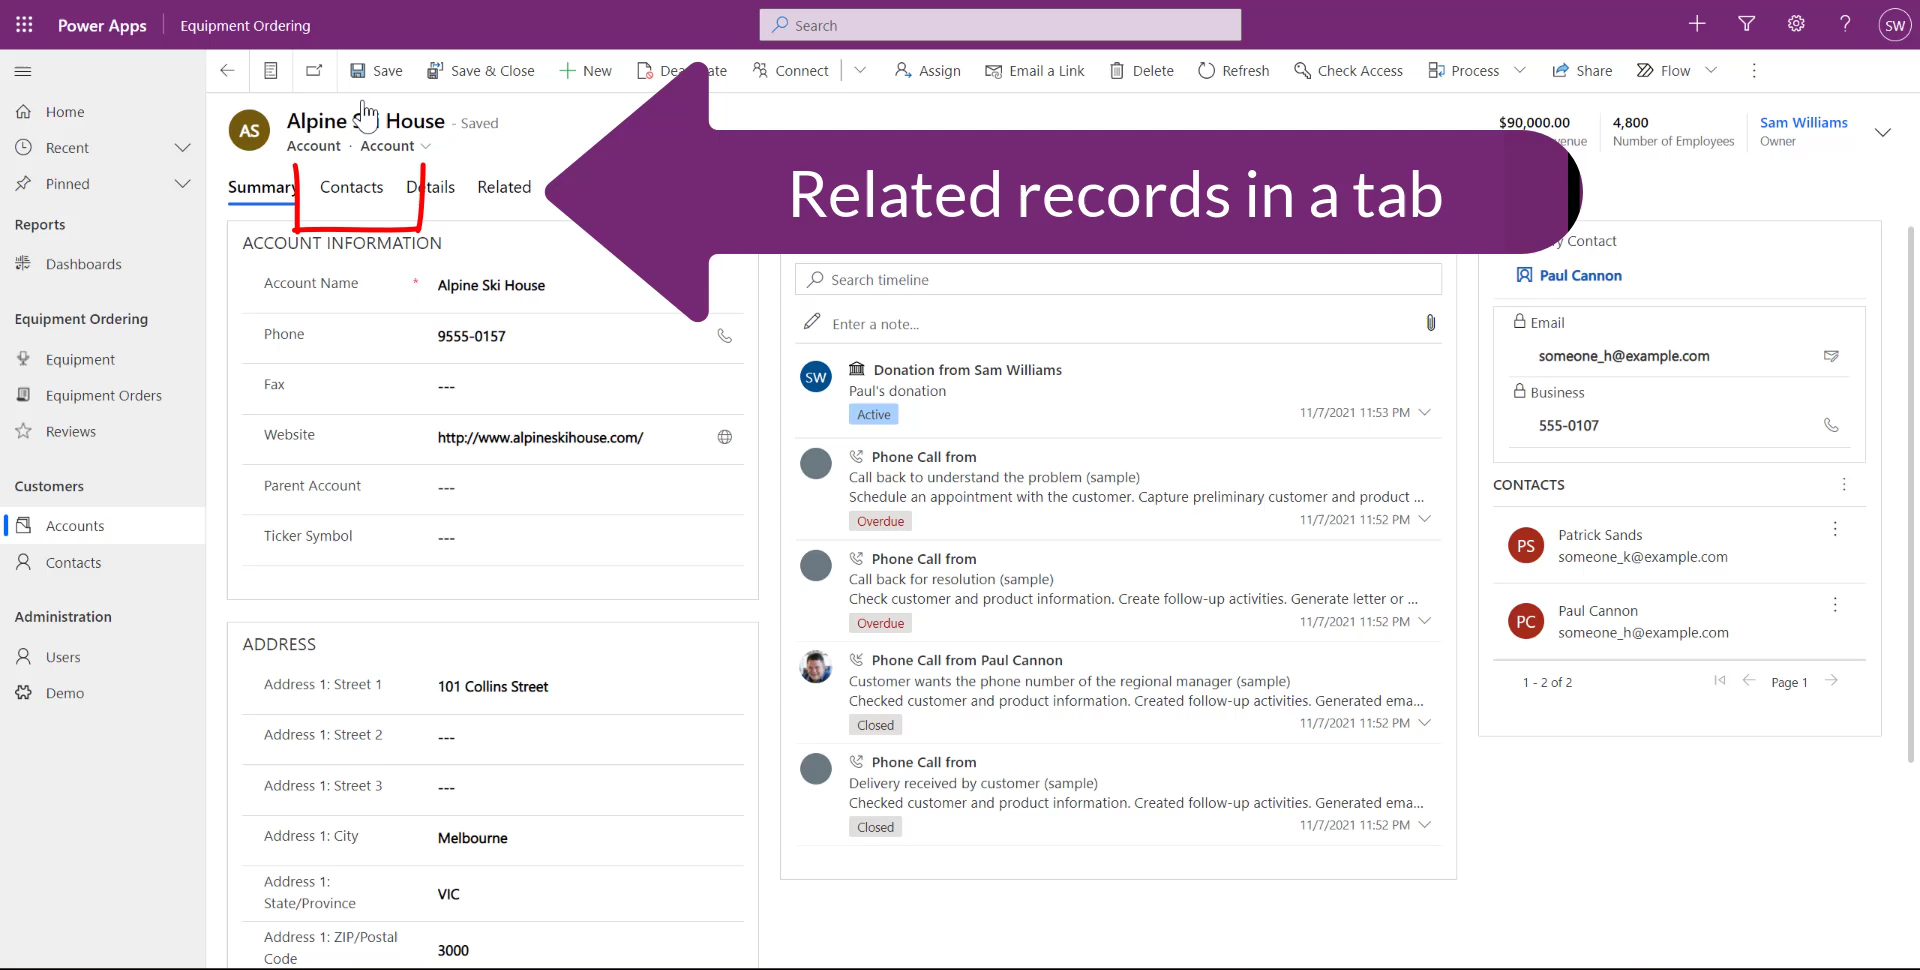 Power Apps
Equipment Ordering
Search
SW
Save
Save & Close
New
Connect
Assign
Email a Link
Delete
Refresh
Check Access
Process
Share
Flow
Home
Recent
Pinned
Reports
Dashboards
Equipment Ordering
Equipment
Equipment Orders
Reviews
Customers
Accounts
Contacts
Administration
Users
Demo
AS
Alpine Ski House - Saved
Account · Account
$90,000.00
4,800
Number of Employees
Sam Williams
Owner
Summary
Contacts
Details
Related
Related records in a tab
ACCOUNT INFORMATION
Account Name * Alpine Ski House
Phone 9555-0157
Fax ---
Website http://www.alpineskihouse.com/
Parent Account ---
Ticker Symbol ---
ADDRESS
Address 1: Street 1 101 Collins Street
Address 1: Street 2 ---
Address 1: Street 3 ---
Address 1: City Melbourne
Address 1:
State/Province VIC
Address 1: ZIP/Postal
Code 3000
Search timeline
Enter a note...
SW
Donation from Sam Williams
Paul's donation
Active 11/7/2021 11:53 PM
Phone Call from
Call back to understand the problem (sample)
Schedule an appointment with the customer. Capture preliminary customer and product ...
Overdue 11/7/2021 11:52 PM
Phone Call from
Call back for resolution (sample)
Check customer and product information. Create follow-up activities. Generate letter or ...
Overdue 11/7/2021 11:52 PM
Phone Call from Paul Cannon
Customer wants the phone number of the regional manager (sample)
Checked customer and product information. Created follow-up activities. Generated ema...
Closed 11/7/2021 11:52 PM
Phone Call from
Delivery received by customer (sample)
Checked customer and product information. Created follow-up activities. Generated ema...
Closed 11/7/2021 11:52 PM
Contact
Paul Cannon
Email
someone_h@example.com
Business
555-0107
CONTACTS
PS
Patrick Sands
someone_k@example.com
PC
Paul Cannon
someone_h@example.com
1 - 2 of 2
Page 1